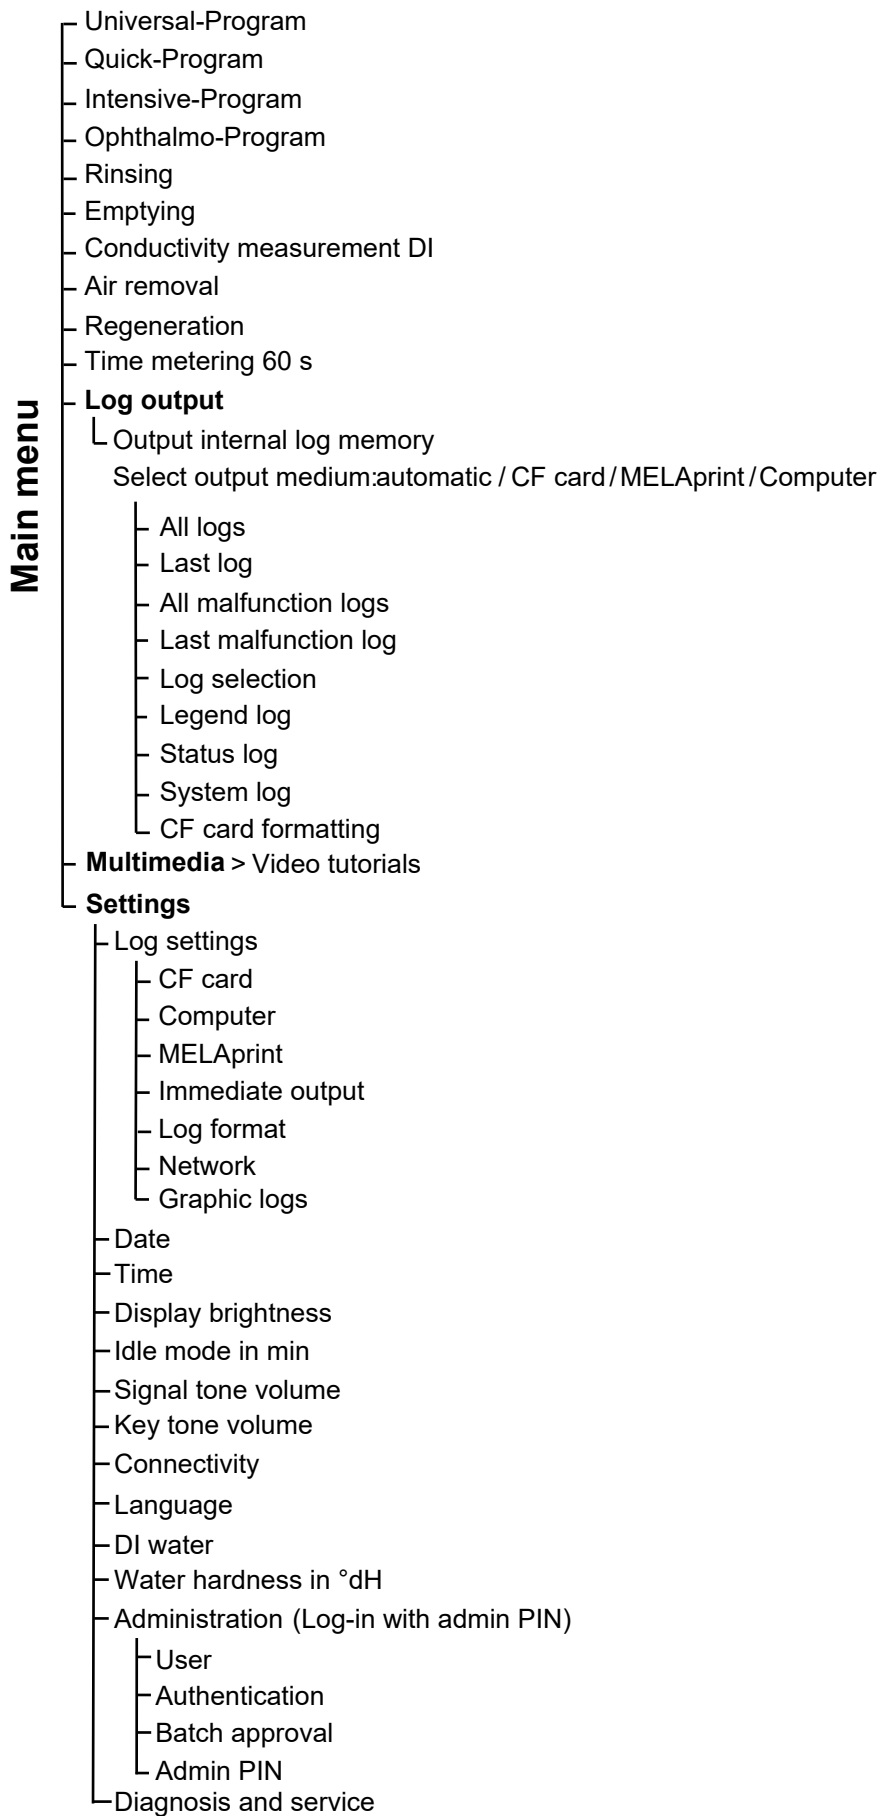 Main menu
Universal-Program
Quick-Program
Intensive-Program
Ophthalmo-Program
Rinsing
Emptying
Conductivity measurement DI
Air removal
Regeneration
Time metering 60 s
Log output
Output internal log memory
Select output medium:automatic / CF card / MELAprint / Computer
All logs
Last log
All malfunction logs
Last malfunction log
Log selection
Legend log
Status log
System log
CF card formatting
Multimedia > Video tutorials
Settings
Log settings
CF card
Computer
MELAprint
Immediate output
Log format
Network
Graphic logs
Date
Time
Display brightness
Idle mode in min
Signal tone volume
Key tone volume
Connectivity
Language
DI water
Water hardness in °dH
Administration (Log-in with admin PIN)
User
Authentication
Batch approval
Admin PIN
Diagnosis and service